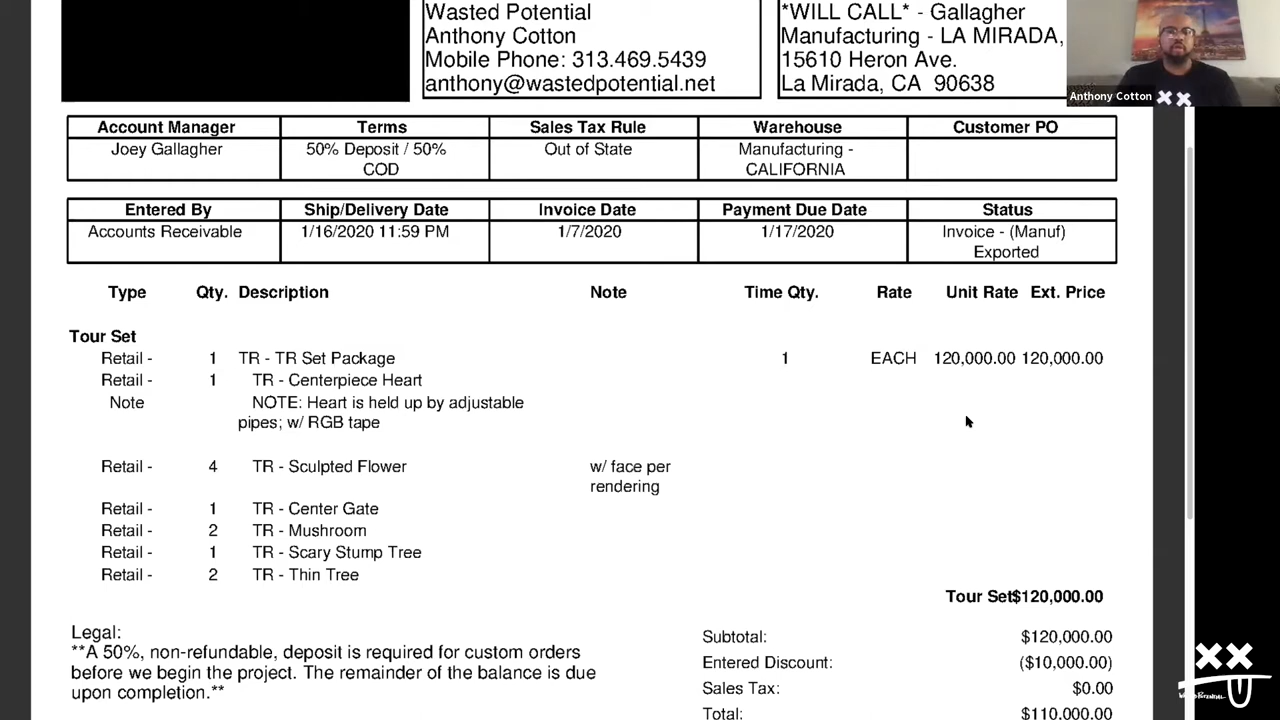 Wasted Potential
Anthony Cotton
Mobile Phone: 313.469.5439
anthony@wastedpotential.net
*WILL CALL* - Gallagher
Manufacturing - LA MIRADA,
15610 Heron Ave.
La Mirada, CA 90638
Anthony Cotton
Account Manager Terms Sales Tax Rule Warehouse Customer PO
Joey Gallagher 50% Deposit / 50% Out of State Manufacturing -
COD CALIFORNIA
Entered By Ship/Delivery Date Invoice Date Payment Due Date Status
Accounts Receivable 1/16/2020 11:59 PM 1/7/2020 1/17/2020 Invoice - (Manuf)
Exported
Type Qty. Description Note Time Qty. Rate Unit Rate Ext. Price
Tour Set
Retail - 1 TR - TR Set Package 1 EACH 120,000.00 120,000.00
Retail - 1 TR - Centerpiece Heart
Note NOTE: Heart is held up by adjustable
pipes; w/ RGB tape
Retail - 4 TR - Sculpted Flower w/ face per
rendering
Retail - 1 TR - Center Gate
Retail - 2 TR - Mushroom
Retail - 1 TR - Scary Stump Tree
Retail - 2 TR - Thin Tree
Tour Set$120,000.00
Legal:
**A 50%, non-refundable, deposit is required for custom orders
before we begin the project. The remainder of the balance is due
upon completion.**
Subtotal: $120,000.00
Entered Discount: ($10,000.00)
Sales Tax: $0.00
Total: $110,000.00